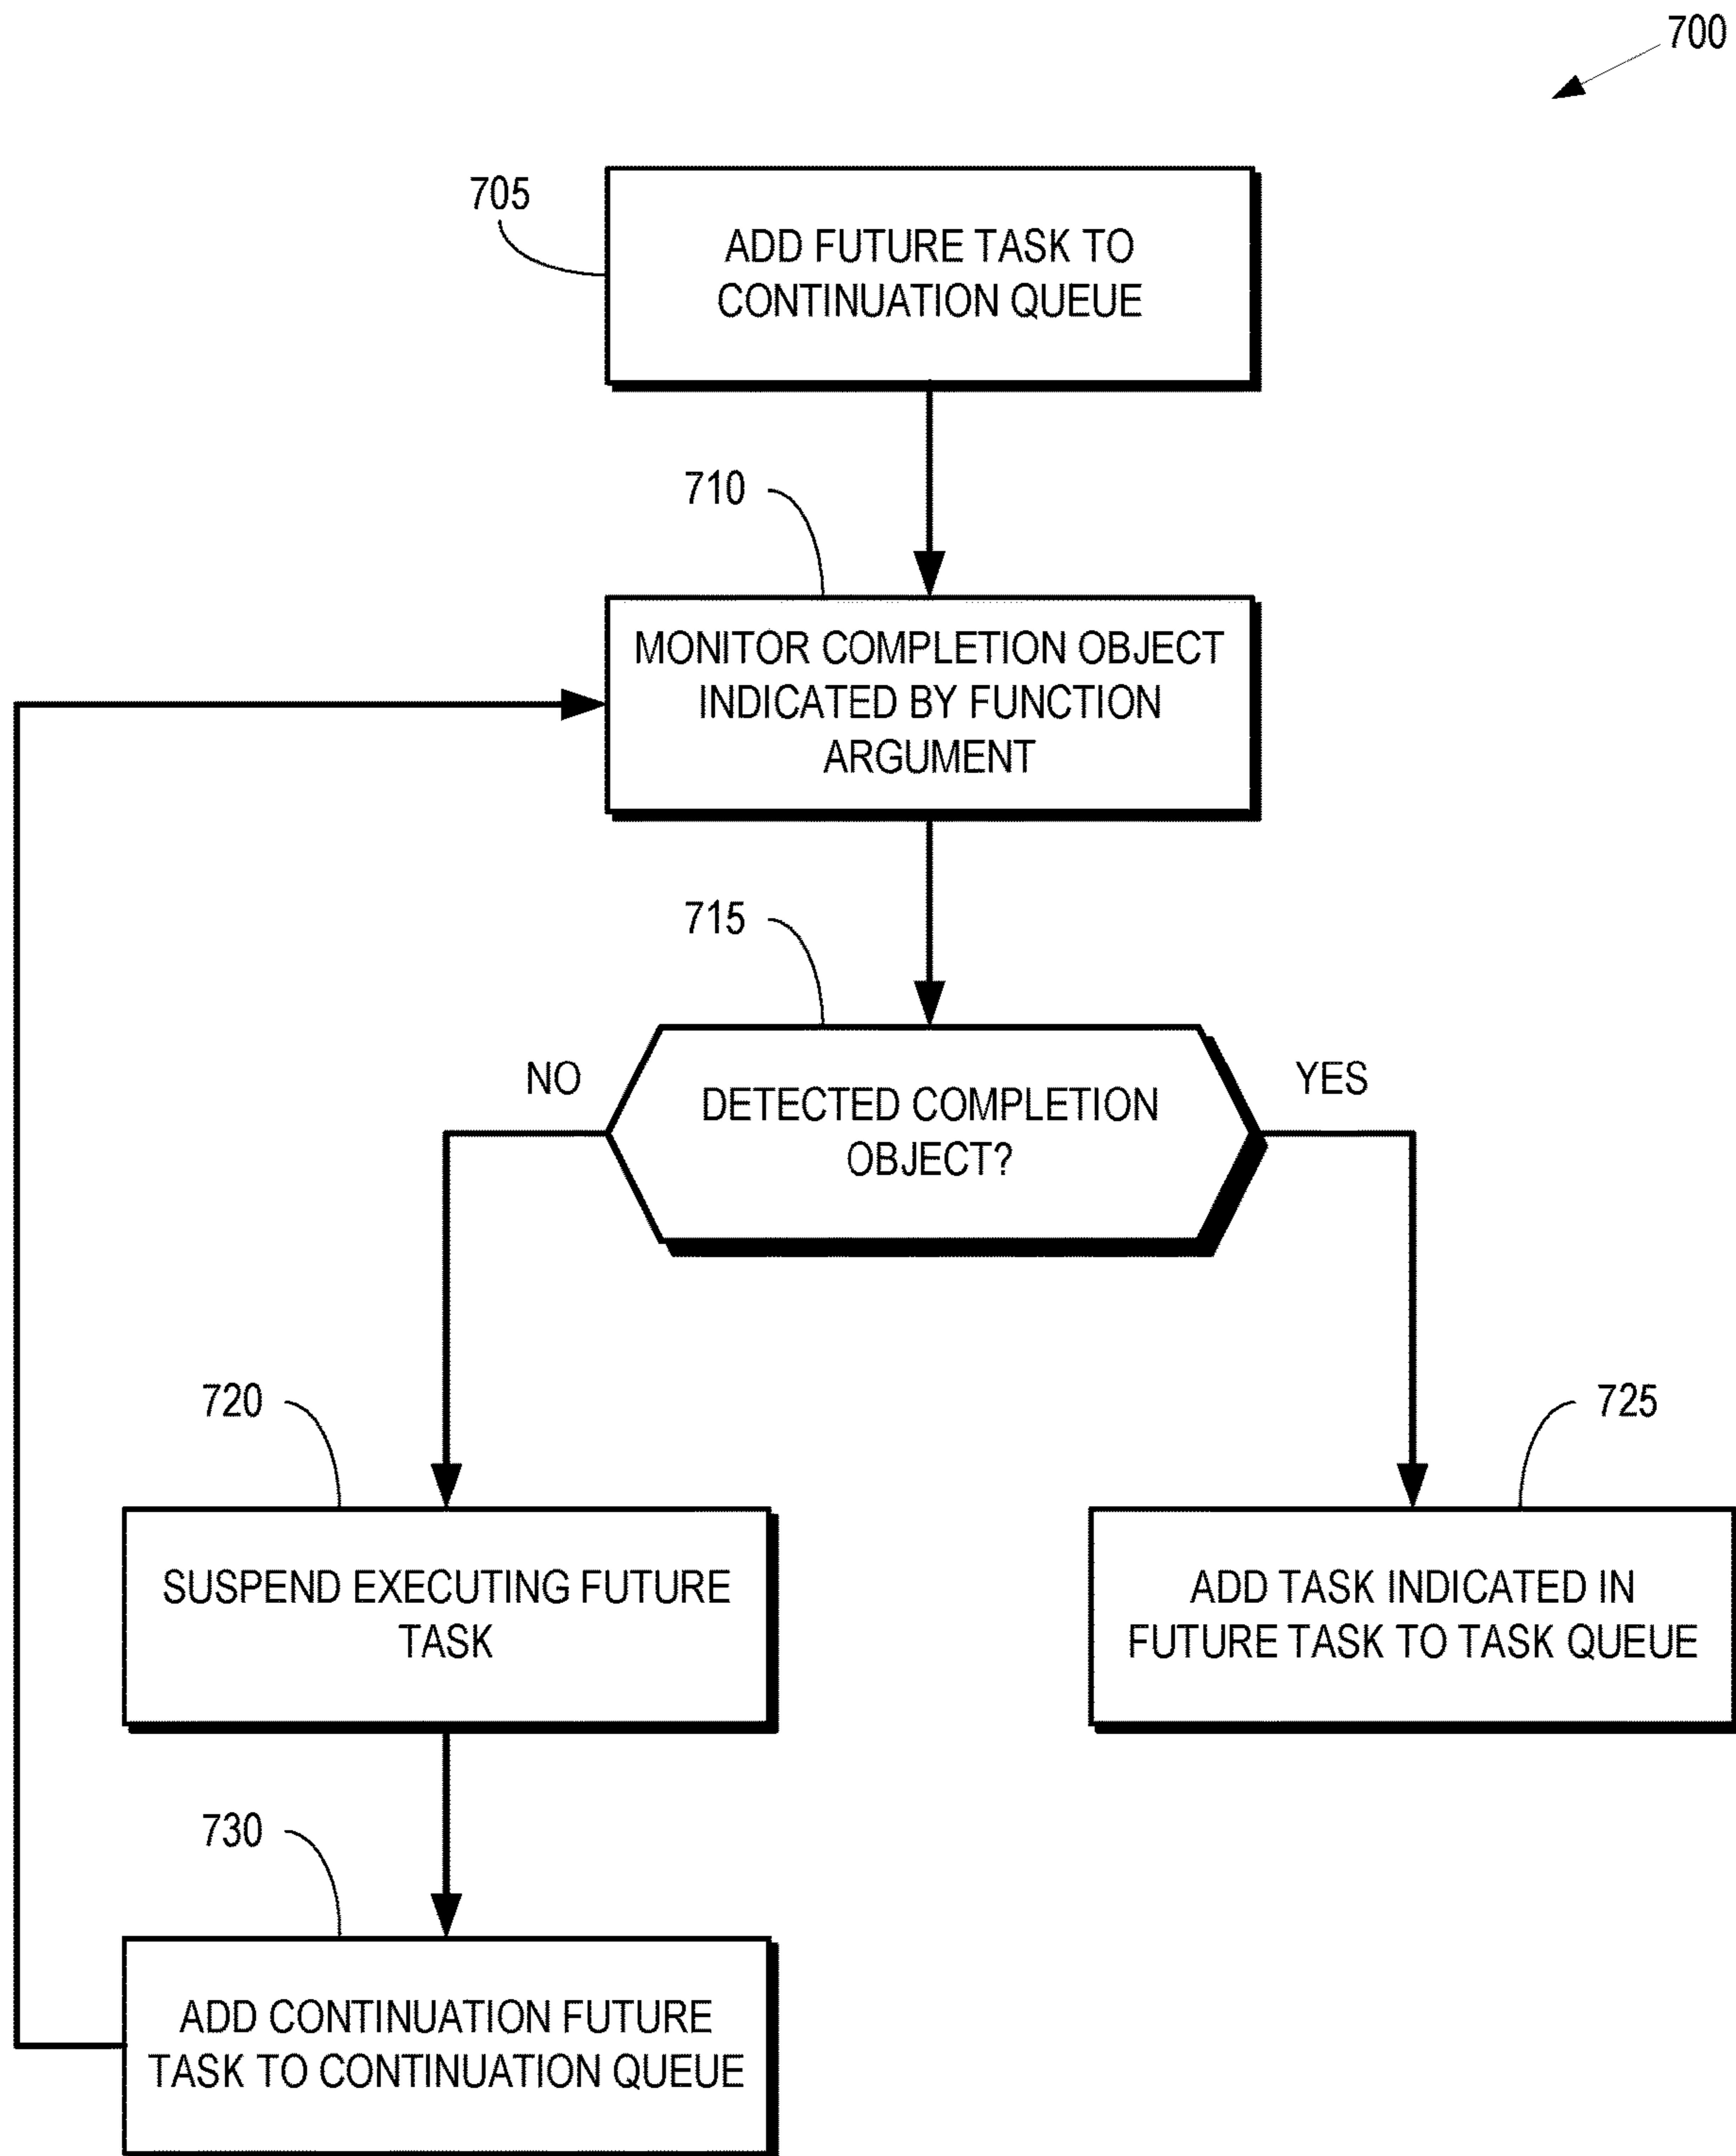 700
705
ADD FUTURE TASK TO
CONTINUATION QUEUE
710
MONITOR COMPLETION OBJECT
INDICATED BY FUNCTION
ARGUMENT
715
NO
YES
DETECTED COMPLETION
OBJECT?
720
725
SUSPEND EXECUTING FUTURE
TASK
ADD TASK INDICATED IN
FUTURE TASK TO TASK QUEUE
730
ADD CONTINUATION FUTURE
TASK TO CONTINUATION QUEUE